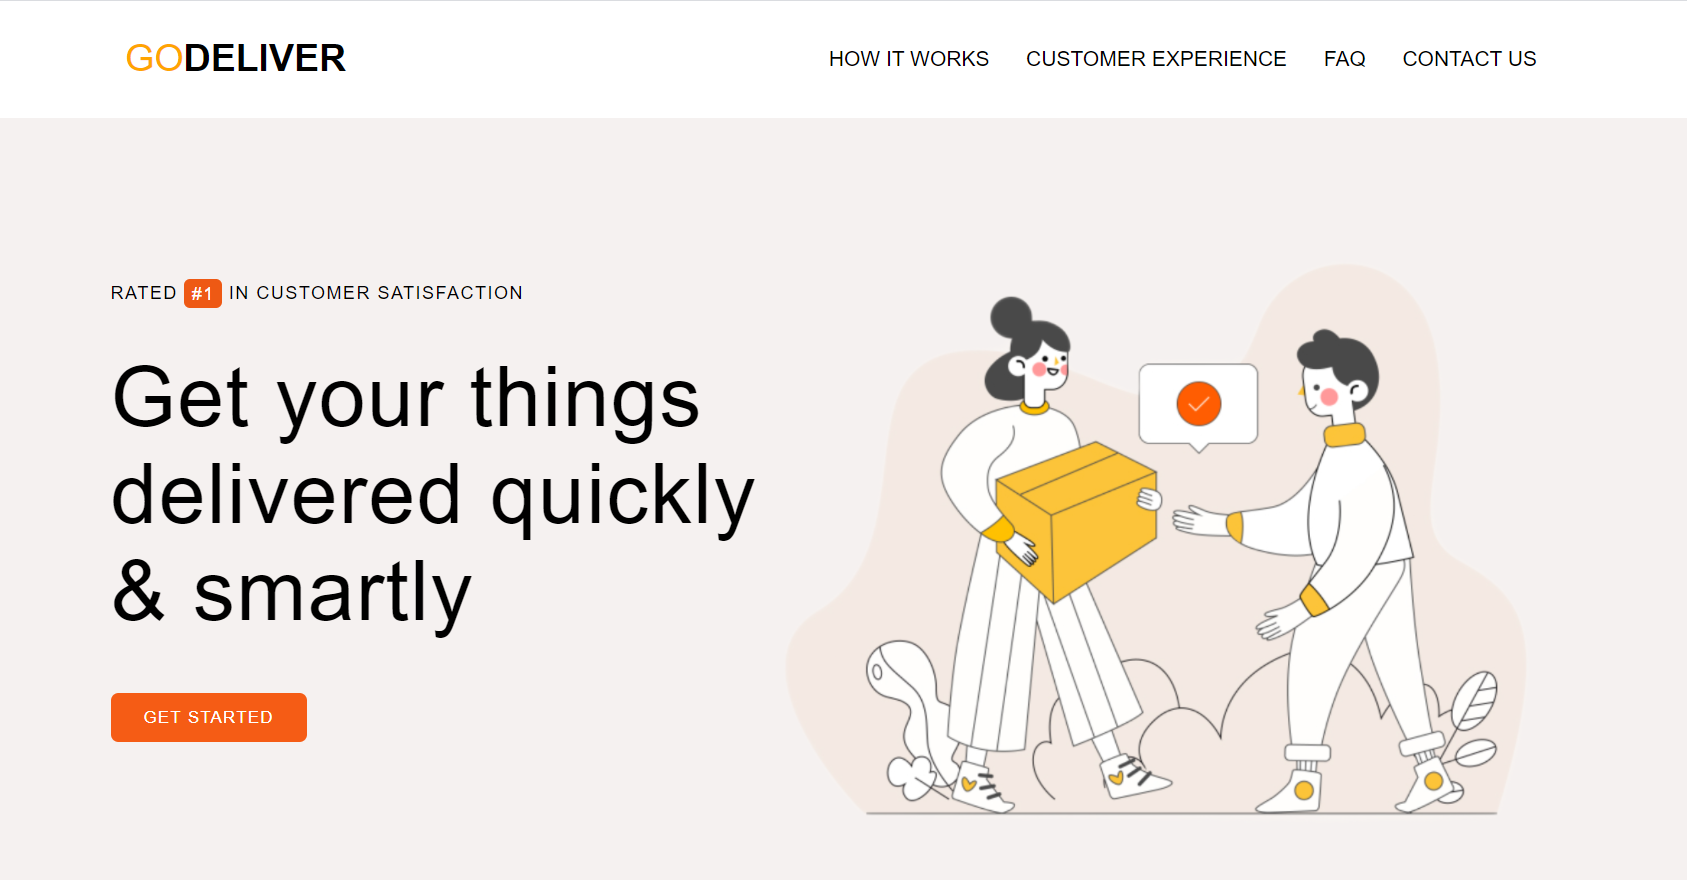 GODELIVER
HOW IT WORKS
CUSTOMER EXPERIENCE
FAQ
CONTACT US
RATED #1 IN CUSTOMER SATISFACTION
Get your things
delivered quickly
& smartly
GET STARTED